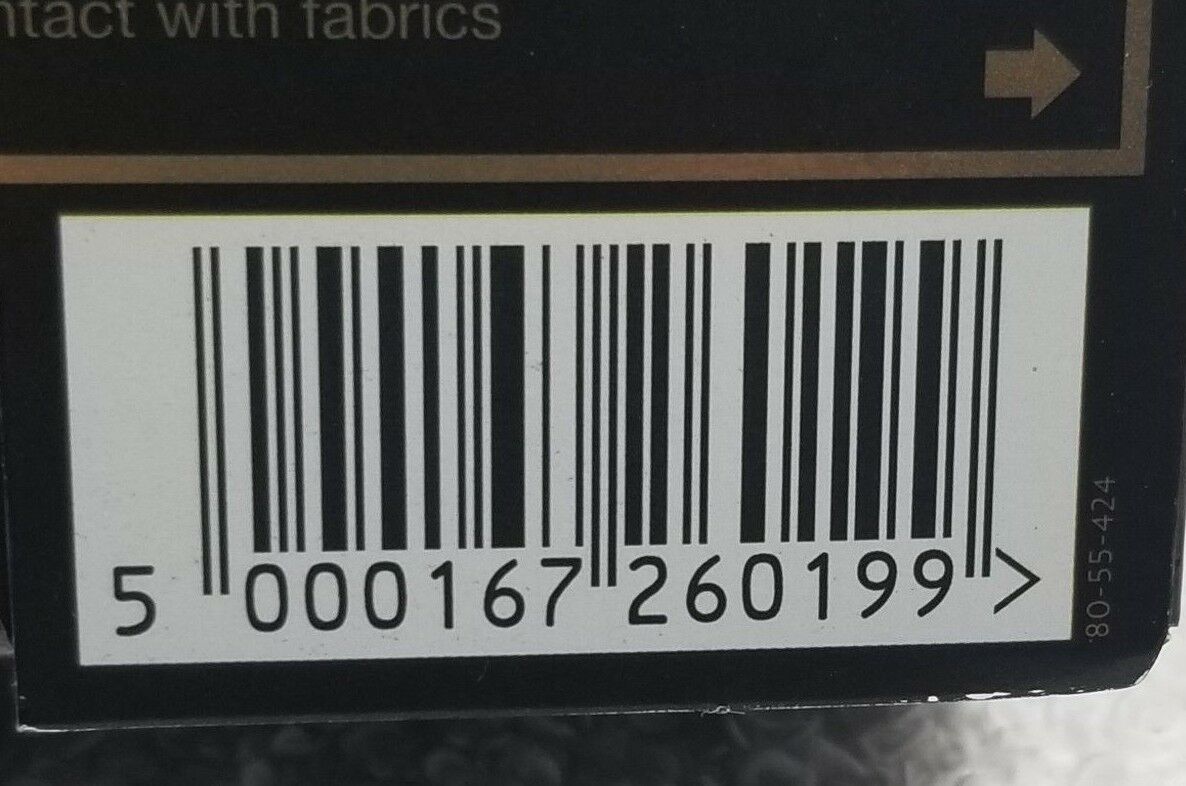 ntact with fabrics
5 000167 260199 >
80-55-424